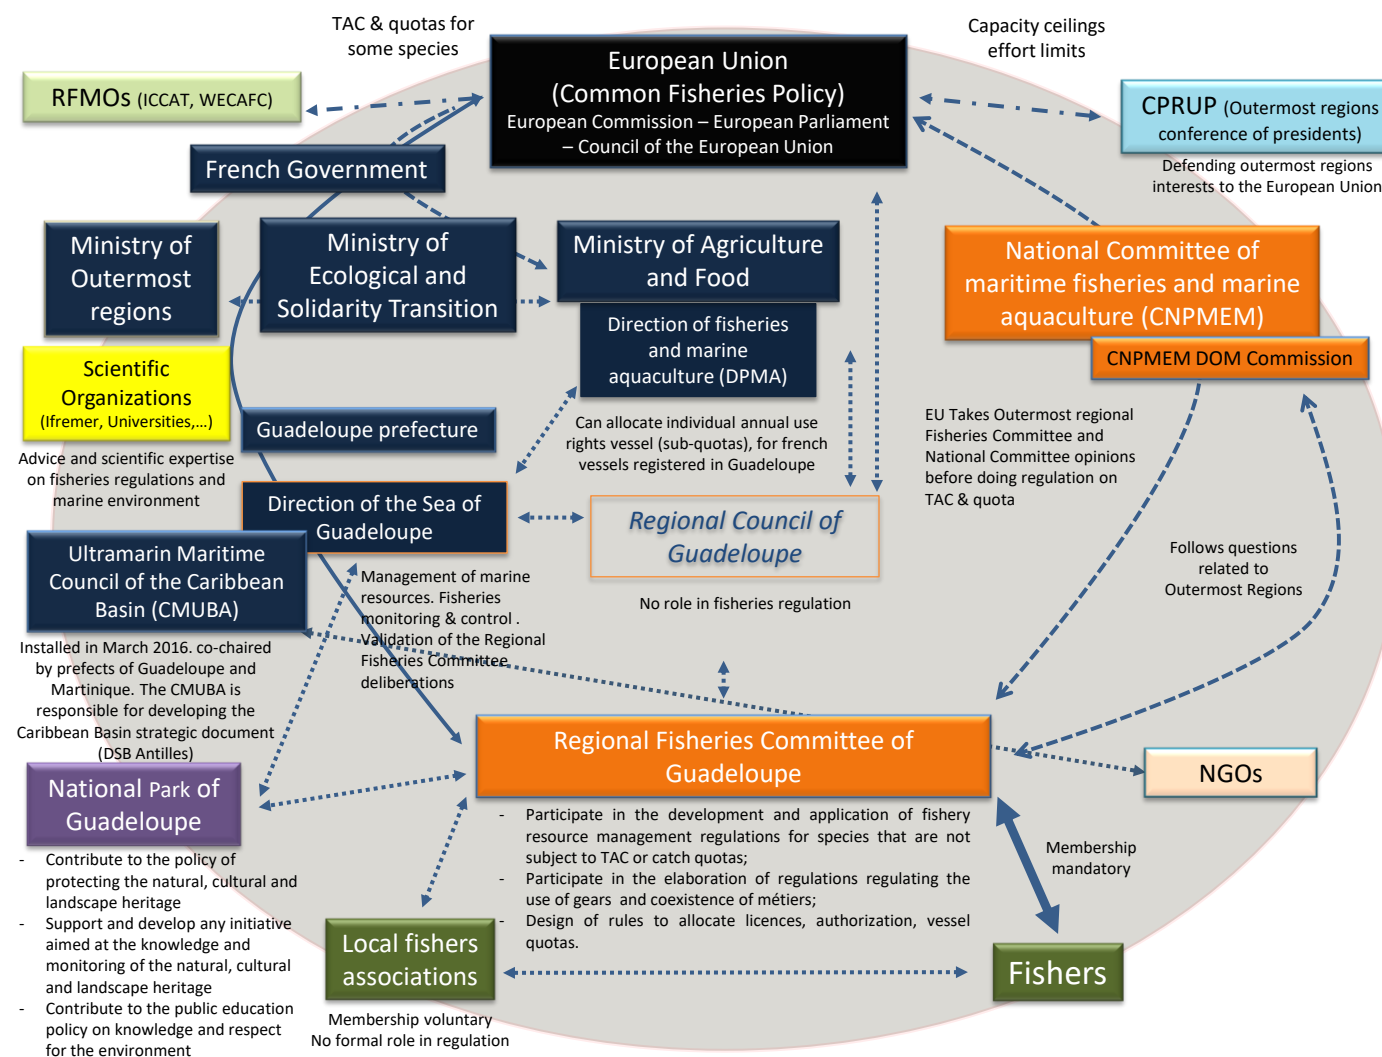 TAC & quotas for
some species
Capacity ceilings
effort limits
European Union
(Common Fisheries Policy)
European Commission – European Parliament
– Council of the European Union
RFMOs (ICCAT, WECAFC)
CPRUP (Outermost regions
conference of presidents)
Defending outermost regions
interests to the European Union
French Government
Ministry of
Outermost
regions
Ministry of
Ecological and
Solidarity Transition
Ministry of Agriculture
and Food
Direction of fisheries
and marine
aquaculture (DPMA)
Can allocate individual annual use
rights vessel (sub-quotas), for french
vessels registered in Guadeloupe
National Committee of
maritime fisheries and marine
aquaculture (CNPMEM)
CNPMEM DOM Commission
EU Takes Outermost regional
Fisheries Committee and
National Committee opinions
before doing regulation on
TAC & quota
Follows questions
related to
Outermost Regions
Scientific
Organizations
(Ifremer, Universities,...)
Advice and scientific expertise
on fisheries regulations and
marine environment
Guadeloupe prefecture
Direction of the Sea of
Guadeloupe
Management of marine
resources. Fisheries
monitoring & control .
Validation of the Regional
Fisheries Committee
deliberations
Regional Council of
Guadeloupe
No role in fisheries regulation
Ultramarin Maritime
Council of the Caribbean
Basin (CMUBA)
Installed in March 2016. co-chaired
by prefects of Guadeloupe and
Martinique. The CMUBA is
responsible for developing the
Caribbean Basin strategic document
(DSB Antilles)
National Park of
Guadeloupe
- Contribute to the policy of
protecting the natural, cultural and
landscape heritage
- Support and develop any initiative
aimed at the knowledge and
monitoring of the natural, cultural
and landscape heritage
- Contribute to the public education
policy on knowledge and respect
for the environment
Regional Fisheries Committee of
Guadeloupe
- Participate in the development and application of fishery
resource management regulations for species that are not
subject to TAC or catch quotas;
- Participate in the elaboration of regulations regulating the
use of gears and coexistence of métiers;
- Design of rules to allocate licences, authorization, vessel
quotas.
NGOs
Membership
mandatory
Local fishers
associations
Membership voluntary
No formal role in regulation
Fishers